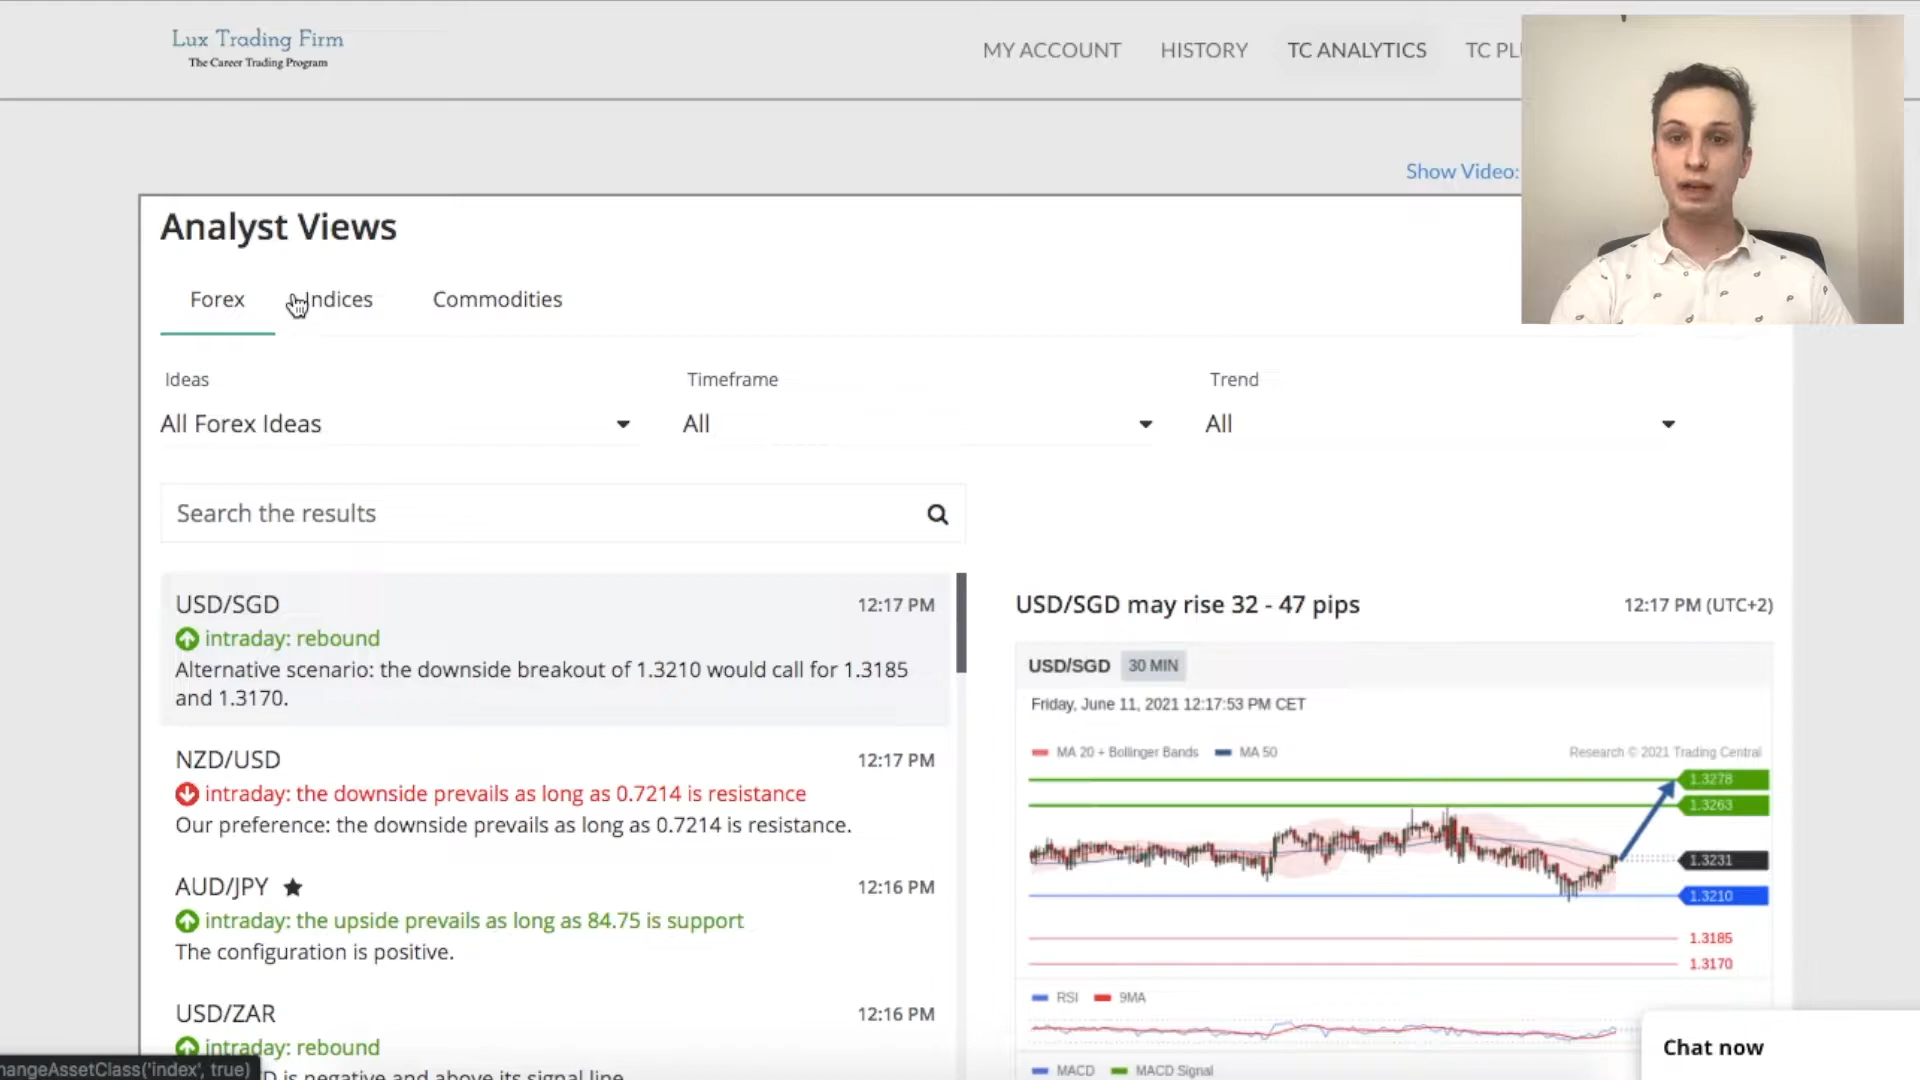 Lux Trading Firm
The Career Trading Program
MY ACCOUNT
HISTORY
TC ANALYTICS
TC
Show Video:
Analyst Views
Forex
Indices
Commodities
Ideas
Timeframe
Trend
All Forex Ideas
All
All
Search the results
USD/SGD
12:17 PM
intraday: rebound
Alternative scenario: the downside breakout of 1.3210 would call for 1.3185
and 1.3170.
NZD/USD
12:17 PM
intraday: the downside prevails as long as 0.7214 is resistance
Our preference: the downside prevails as long as 0.7214 is resistance.
AUD/JPY
12:16 PM
intraday: the upside prevails as long as 84.75 is support
The configuration is positive.
USD/ZAR
12:16 PM
intraday: rebound
D is negative and above its signal line
USD/SGD may rise 32 - 47 pips
12:17 PM (UTC+2)
USD/SGD 30 MIN
Friday, June 11, 2021 12:17:53 PM CET
MA 20 + Bollinger Bands
MA 50
Research © 2021 Trading Central
1.3278
1.3263
1.3231
1.3210
1.3185
1.3170
RSI
9MA
MACD
MACD Signal
Chat now
hangeAssetClass('index', true)